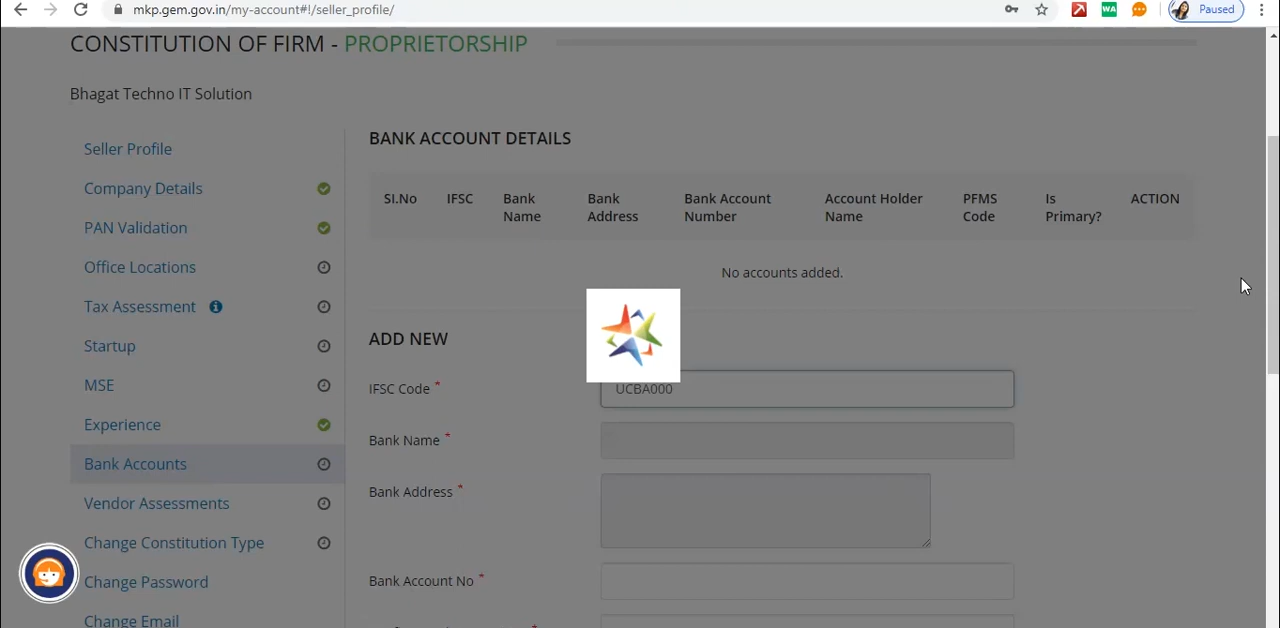 mkp.gem.gov.in/my-account#!/seller_profile/
WA
Paused
CONSTITUTION OF FIRM - PROPRIETORSHIP
Bhagat Techno IT Solution
Seller Profile
Company Details
PAN Validation
Office Locations
Tax Assessment
Startup
MSE
Experience
Bank Accounts
Vendor Assessments
Change Constitution Type
Change Password
Change Email
BANK ACCOUNT DETAILS
SI.No IFSC Bank Name Bank Address Bank Account Number Account Holder Name PFMS Code Is Primary? ACTION
No accounts added.
ADD NEW
IFSC Code * UCBA000
Bank Name *
Bank Address *
Bank Account No *